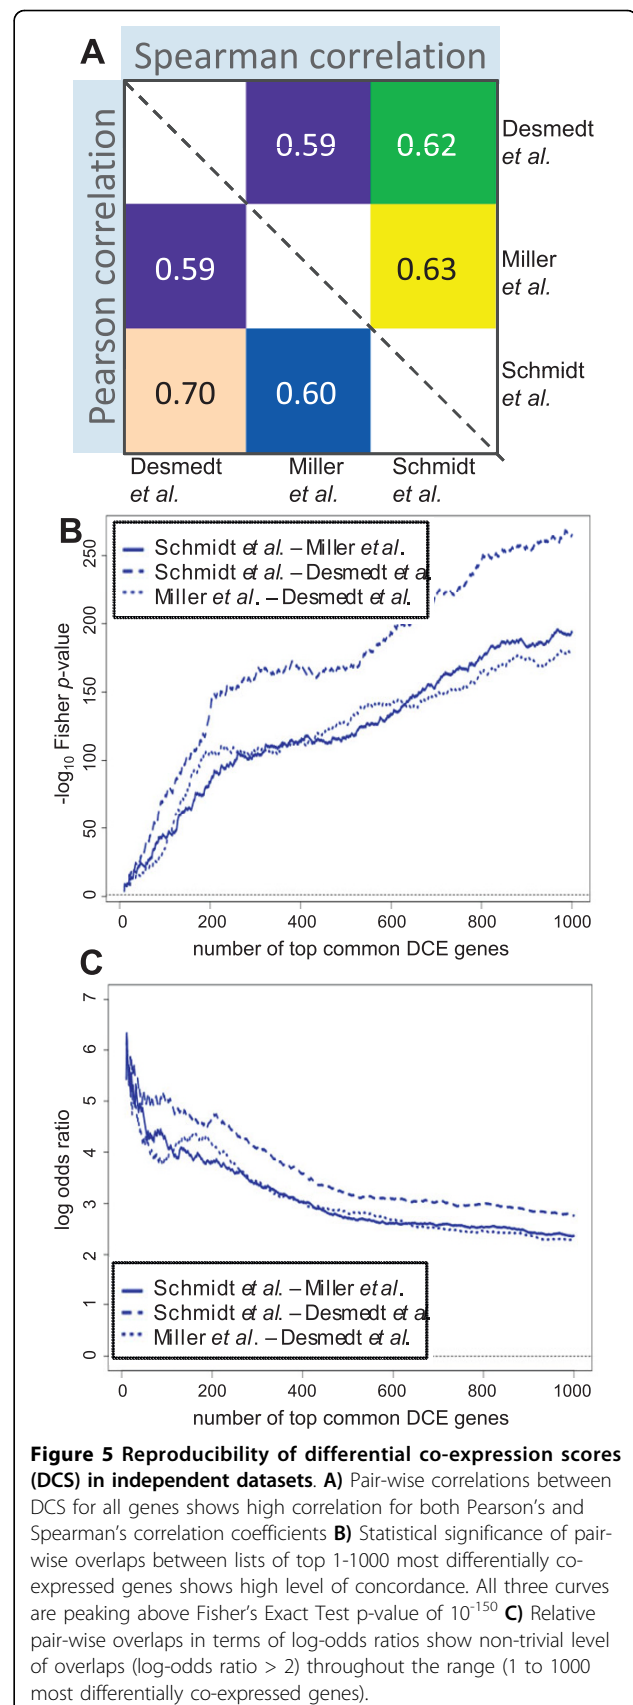 A
Spearman correlation
Pearson correlation
0.59
0.62
Desmedt
et al.
0.59
0.63
Miller
et al.
0.70
0.60
Schmidt
et al.
Desmedt
et al.
Miller
et al.
Schmidt
et al.
B
Schmidt et al. – Miller et al.
Schmidt et al. – Desmedt et al.
Miller et al. – Desmedt et al.
-log10 Fisher p-value
250
200
150
100
50
0
0 200 400 600 800 1000
number of top common DCE genes
C
log odds ratio
7
6
5
4
3
2
1
0
Schmidt et al. – Miller et al.
Schmidt et al. – Desmedt et al.
Miller et al. – Desmedt et al.
0 200 400 600 800 1000
number of top common DCE genes
Figure 5 Reproducibility of differential co-expression scores
(DCS) in independent datasets. A) Pair-wise correlations between
DCS for all genes shows high correlation for both Pearson's and
Spearman's correlation coefficients B) Statistical significance of pair-
wise overlaps between lists of top 1-1000 most differentially co-
expressed genes shows high level of concordance. All three curves
are peaking above Fisher's Exact Test p-value of 10^-150 C) Relative
pair-wise overlaps in terms of log-odds ratios show non-trivial level
of overlaps (log-odds ratio > 2) throughout the range (1 to 1000
most differentially co-expressed genes).